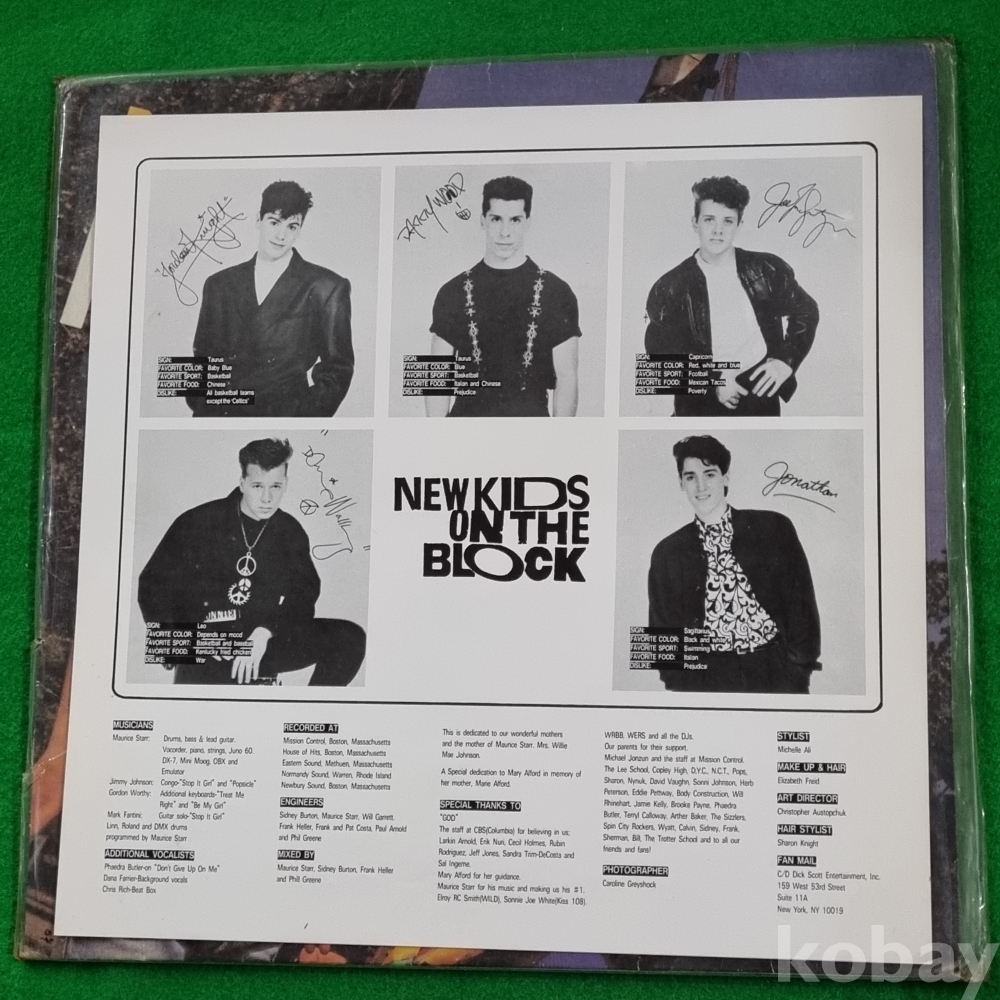 "Jordan Knight"
DANNY WOOD
SIGN: Taurus
FAVORITE COLOR: Baby Blue
FAVORITE SPORT: Basketball
FAVORITE FOOD: Chinese
DISLIKE: All basketball teams
except the 'Celtics'
SIGN: Taurus
FAVORITE COLOR: Blue
FAVORITE SPORT: Basketball
FAVORITE FOOD: Italian and Chinese
DISLIKE: Prejudice
SIGN: Capricorn
FAVORITE COLOR: Red, white and blue
FAVORITE SPORT: Football
FAVORITE FOOD: Mexican Tacos
DISLIKE: Poverty
NEW KIDS
ON THE
BLOCK
Jonathan
SIGN: Leo
FAVORITE COLOR: Depends on mood
FAVORITE SPORT: Basketball and baseball
FAVORITE FOOD: Kentucky fried chicken
DISLIKE: War
SIGN: Sagittarius
FAVORITE COLOR: Black and white
FAVORITE SPORT: Swimming
FAVORITE FOOD: Italian
DISLIKE: Prejudice
MUSICIANS
Maurice Starr: Drums, bass & lead guitar.
Vocorder, piano, strings, Juno 60.
DX-7, Mini Moog, OBX and
Emulator
Jimmy Johnson: Congo-"Stop It Girl" and "Popsicle"
Gordon Worthy: Additional keyboards-"Treat Me
Right" and "Be My Girl"
Mark Fantini: Guitar solo-"Stop It Girl"
Linn, Roland and DMX drums
programmed by Maurice Starr
ADDITIONAL VOCALISTS
Phaedra Butler-on "Don't Give Up On Me"
Dana Farrier-Background vocals
Chris Rich-Beat Box
RECORDED AT
Mission Control, Boston, Massachusetts
House of Hits, Boston, Massachusetts
Eastern Sound, Methuen, Massachusetts
Normandy Sound, Warren, Rhode Island
Newbury Sound, Boston, Massachusetts
ENGINEERS
Sidney Burton, Maurice Starr, Will Garrett,
Frank Heller, Frank and Pat Costa, Paul Arnold
and Phil Greene
MIXED BY
Maurice Starr, Sidney Burton, Frank Heller
and Phill Greene
This is dedicated to our wonderful mothers
and the mother of Maurice Starr. Mrs. Willie
Mae Johnson.
A Special dedication to Mary Alford in memory of
her mother, Marie Alford.
SPECIAL THANKS TO
"GOD"
The staff at CBS(Columbia) for believing in us;
Larkin Arnold, Erik Nuri, Cecil Holmes, Rubin
Rodriguez, Jeff Jones, Sandra Trim-DeCosta and
Sal Ingeme.
Mary Alford for her guidance.
Maurice Starr for his music and making us his #1.
Elroy RC Smith(WILD), Sonnie Joe White(Kiss 108).
WRBB, WERS and all the DJs.
Our parents for their support.
Michael Jonzun and the staff at Mission Control.
The Lee School, Copley High, D.Y.C., N.C.T., Pops,
Sharon, Nynuk, David Vaughn, Sonni Johnson, Herb
Peterson, Eddie Pettway, Body Construction, Will
Rhinehart, Jamie Kelly, Brooke Payne, Phaedra
Butler, Terryl Calloway, Arther Baker, The Sizzlers,
Spin City Rockers, Wyatt, Calvin, Sidney, Frank,
Sherman, Bill, The Trotter School and to all our
friends and fans!
PHOTOGRAPHER
Caroline Greyshock
STYLIST
Michelle Ali
MAKE UP & HAIR
Elizabeth Freid
ART DIRECTOR
Christopher Austopchuk
HAIR STYLIST
Sharon Knight
FAN MAIL
C/O Dick Scott Entertainment, Inc.
159 West 53rd Street
Suite 11A
New York, NY 10019
kobay